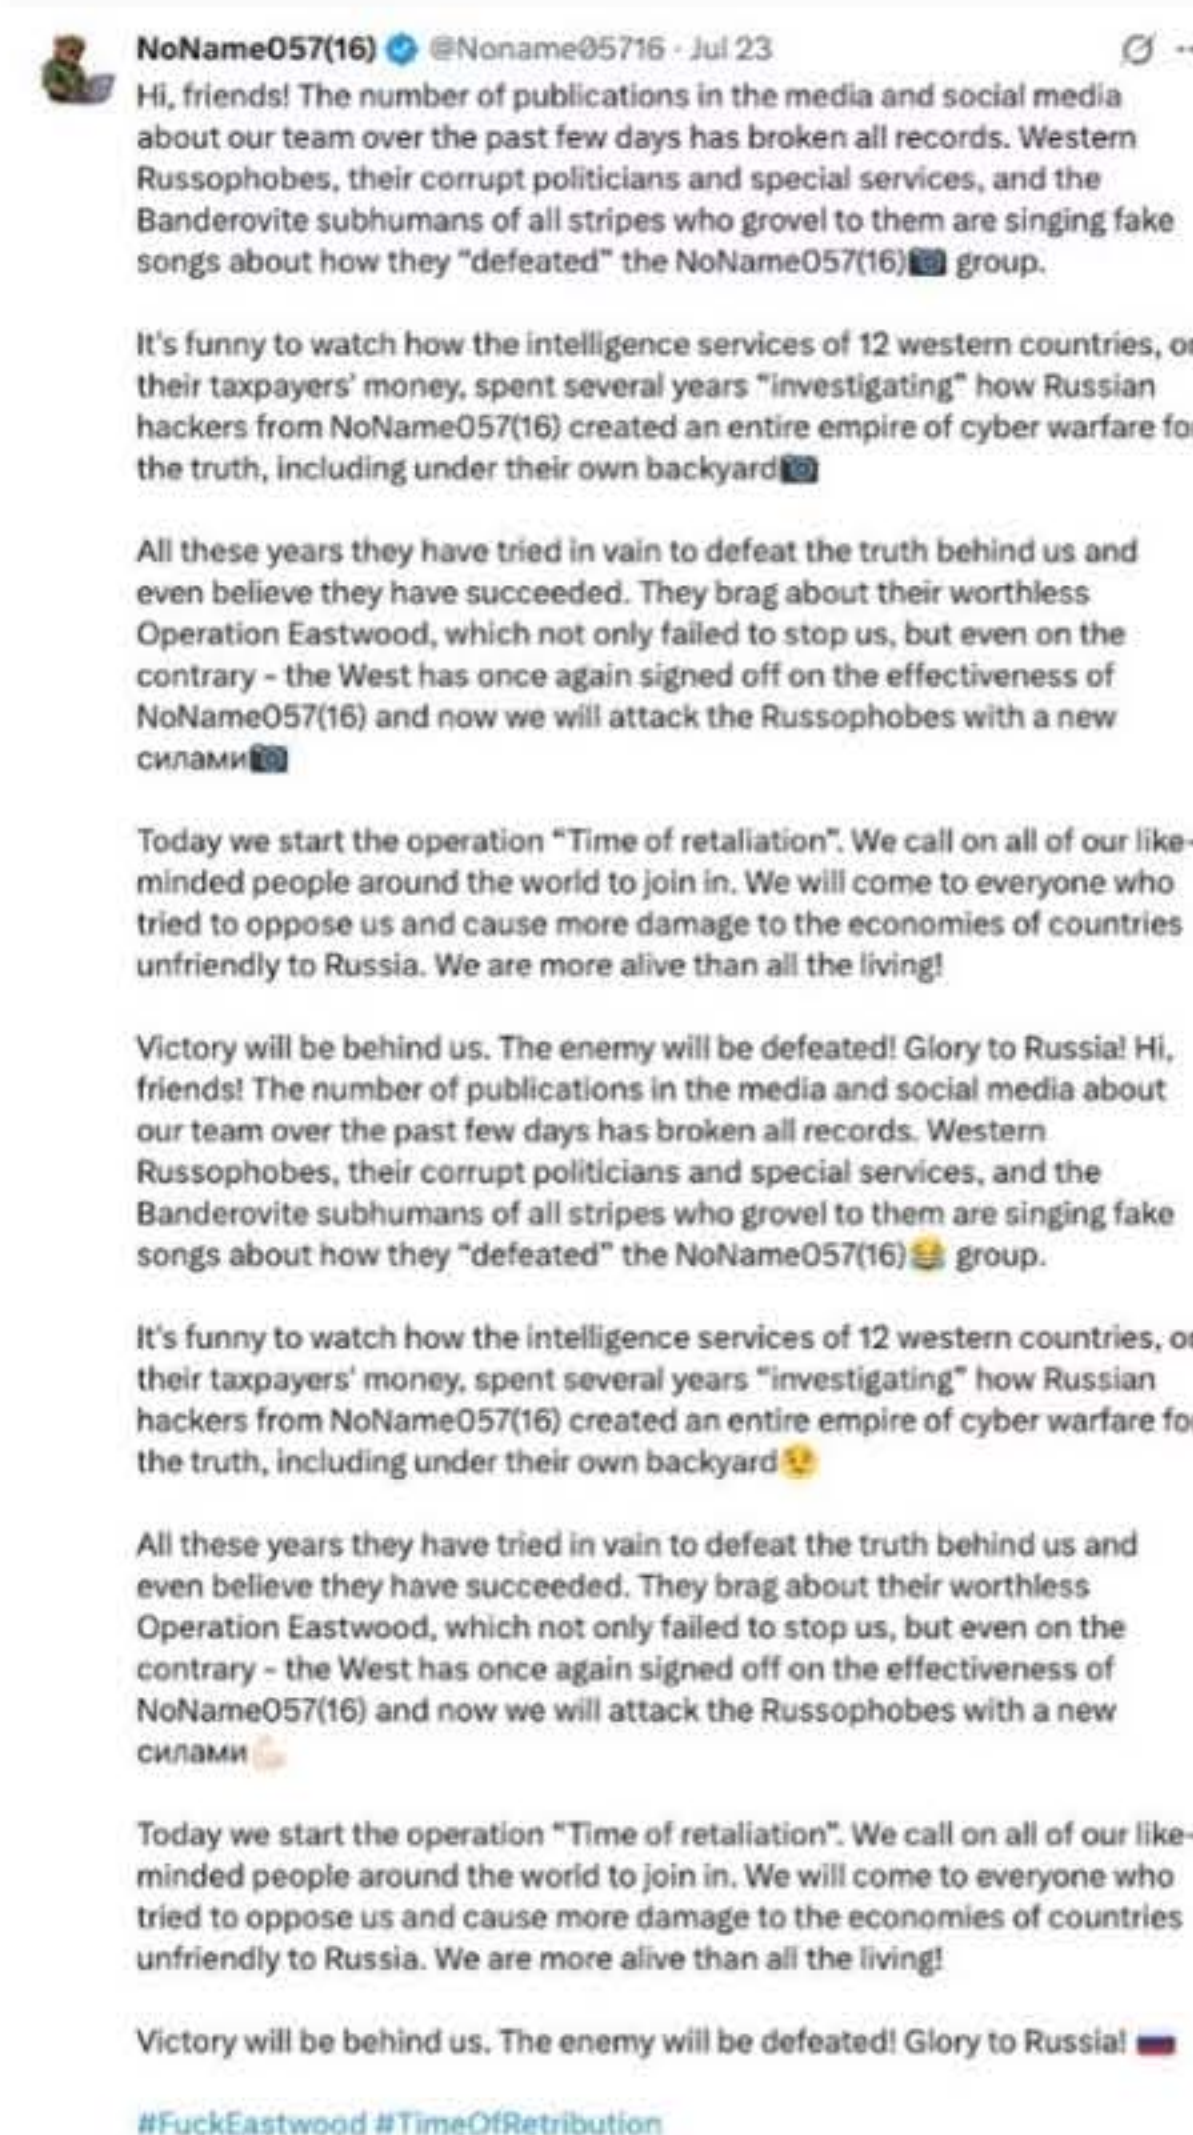 NoName057(16) @Noname05716 · Jul 23
Hi, friends! The number of publications in the media and social media
about our team over the past few days has broken all records. Western
Russophobes, their corrupt politicians and special services, and the
Banderovite subhumans of all stripes who grovel to them are singing fake
songs about how they "defeated" the NoName057(16)📷 group.
It's funny to watch how the intelligence services of 12 western countries, on
their taxpayers' money, spent several years "investigating" how Russian
hackers from NoName057(16) created an entire empire of cyber warfare for
the truth, including under their own backyard📷
All these years they have tried in vain to defeat the truth behind us and
even believe they have succeeded. They brag about their worthless
Operation Eastwood, which not only failed to stop us, but even on the
contrary - the West has once again signed off on the effectiveness of
NoName057(16) and now we will attack the Russophobes with a new
силами📷
Today we start the operation "Time of retaliation". We call on all of our like-
minded people around the world to join in. We will come to everyone who
tried to oppose us and cause more damage to the economies of countries
unfriendly to Russia. We are more alive than all the living!
Victory will be behind us. The enemy will be defeated! Glory to Russia! Hi,
friends! The number of publications in the media and social media about
our team over the past few days has broken all records. Western
Russophobes, their corrupt politicians and special services, and the
Banderovite subhumans of all stripes who grovel to them are singing fake
songs about how they "defeated" the NoName057(16)😂 group.
It's funny to watch how the intelligence services of 12 western countries, on
their taxpayers' money, spent several years "investigating" how Russian
hackers from NoName057(16) created an entire empire of cyber warfare for
the truth, including under their own backyard😉
All these years they have tried in vain to defeat the truth behind us and
even believe they have succeeded. They brag about their worthless
Operation Eastwood, which not only failed to stop us, but even on the
contrary - the West has once again signed off on the effectiveness of
NoName057(16) and now we will attack the Russophobes with a new
силами💪🏻
Today we start the operation "Time of retaliation". We call on all of our like-
minded people around the world to join in. We will come to everyone who
tried to oppose us and cause more damage to the economies of countries
unfriendly to Russia. We are more alive than all the living!
Victory will be behind us. The enemy will be defeated! Glory to Russia! 🇷🇺
#FuckEastwood #TimeOfRetribution